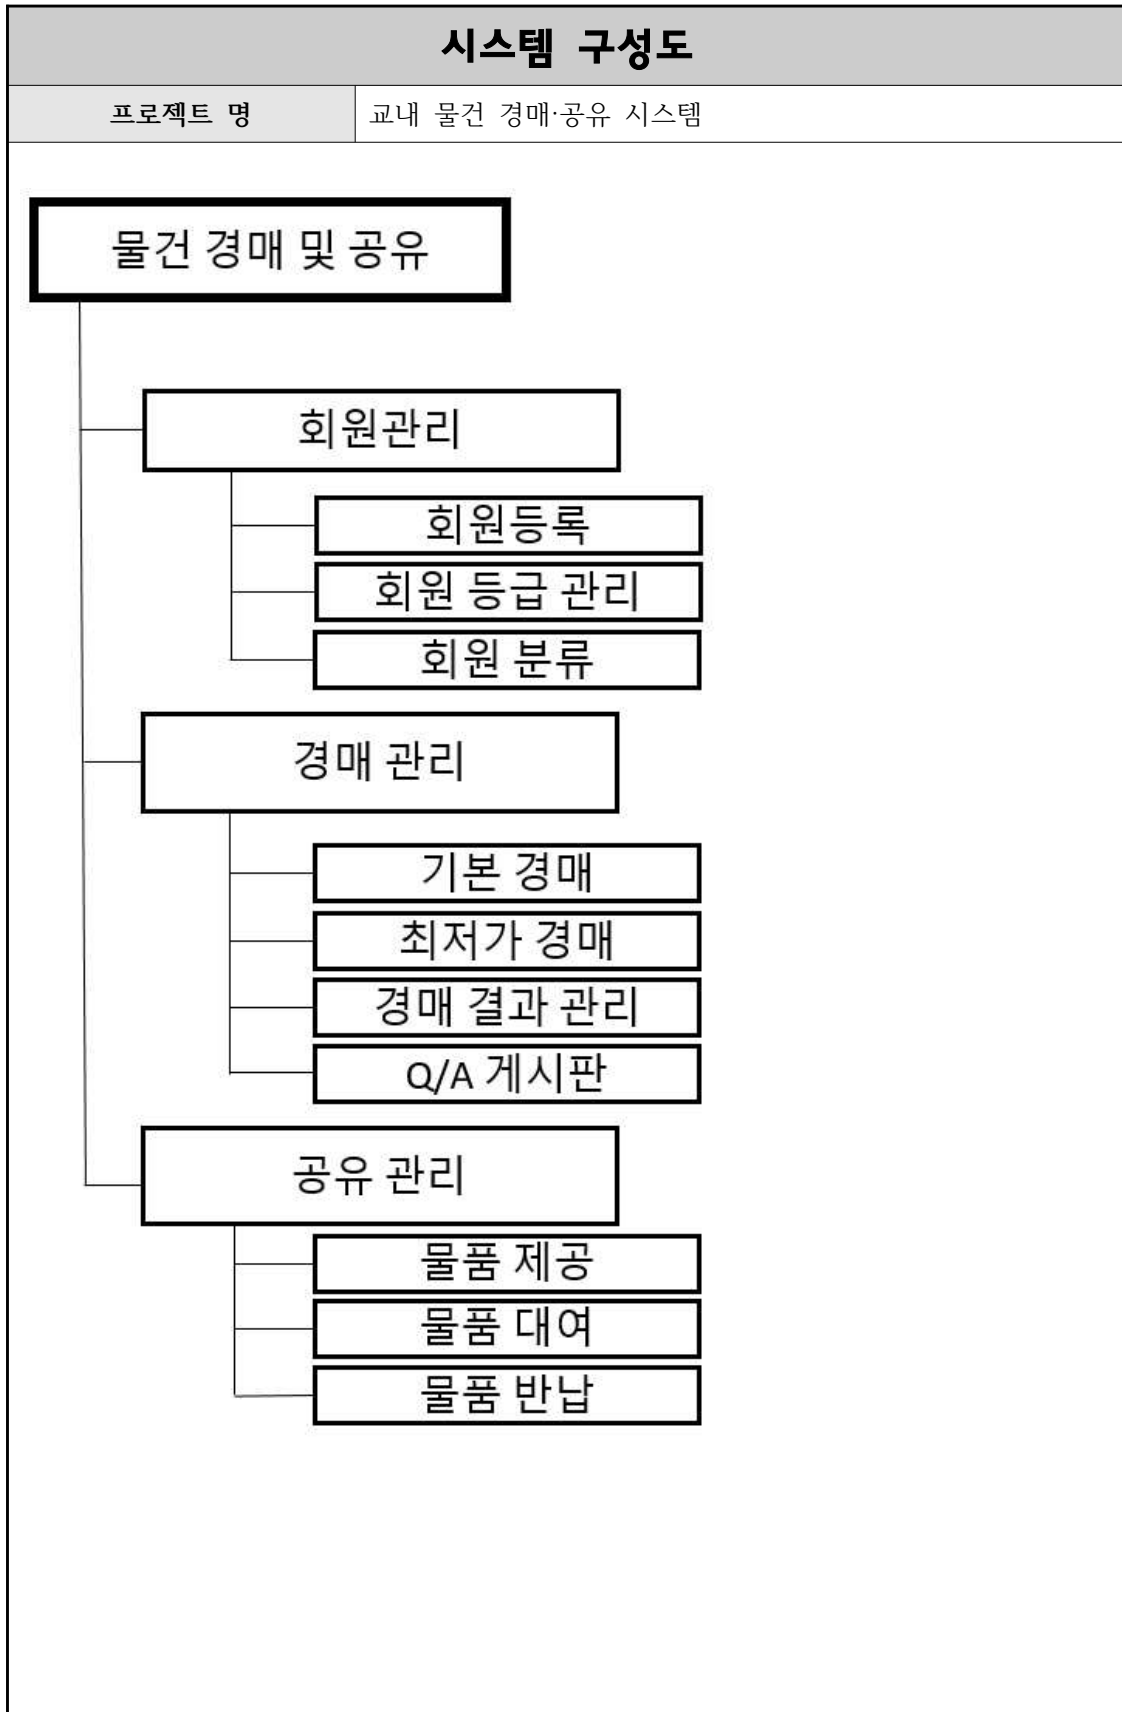 시스템 구성도
프로젝트 명
교내 물건 경매·공유 시스템
물건 경매 및 공유
회원관리
회원등록
회원 등급 관리
회원 분류
경매 관리
기본 경매
최저가 경매
경매 결과 관리
Q/A 게시판
공유 관리
물품 제공
물품 대여
물품 반납